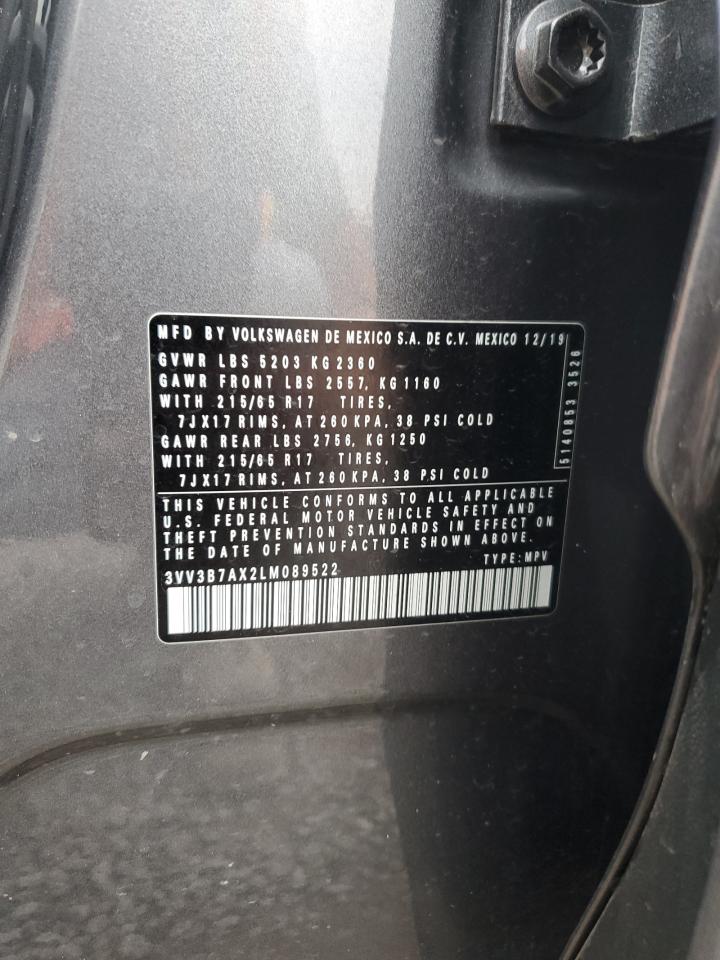 MFD BY VOLKSWAGEN DE MEXICO S.A. DE C.V. MEXICO 12/19
GVWR LBS 5203 KG 2360
GAWR FRONT LBS 2557, KG 1160
WITH 215/65 R17 TIRES,
7JX17 RIMS, AT 260 KPA, 38 PSI COLD
GAWR REAR LBS 2756, KG 1250
WITH 215/65 R17 TIRES,
7JX17 RIMS, AT 260 KPA, 38 PSI COLD
5140853 3526
THIS VEHICLE CONFORMS TO ALL APPLICABLE
U.S. FEDERAL MOTOR VEHICLE SAFETY AND
THEFT PREVENTION STANDARDS IN EFFECT ON
THE DATE OF MANUFACTURE SHOWN ABOVE.
3VV3B7AX2LM089522 TYPE: MPV